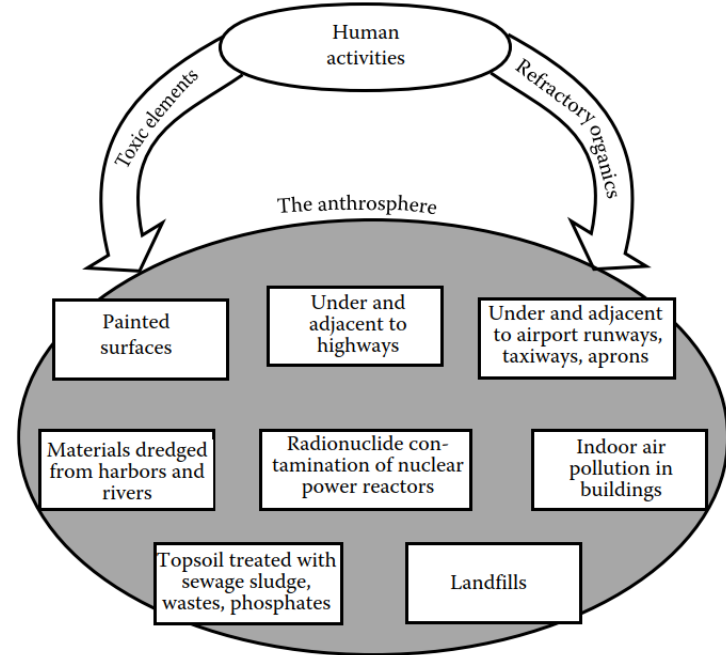 Human
activities
Toxic elements
Refractory organics
The anthrosphere
Painted
surfaces
Under and
adjacent to
highways
Under and adjacent
to airport runways,
taxiways, aprons
Materials dredged
from harbors and
rivers
Radionuclide con-
tamination of nuclear
power reactors
Indoor air
pollution in
buildings
Topsoil treated with
sewage sludge,
wastes, phosphates
Landfills